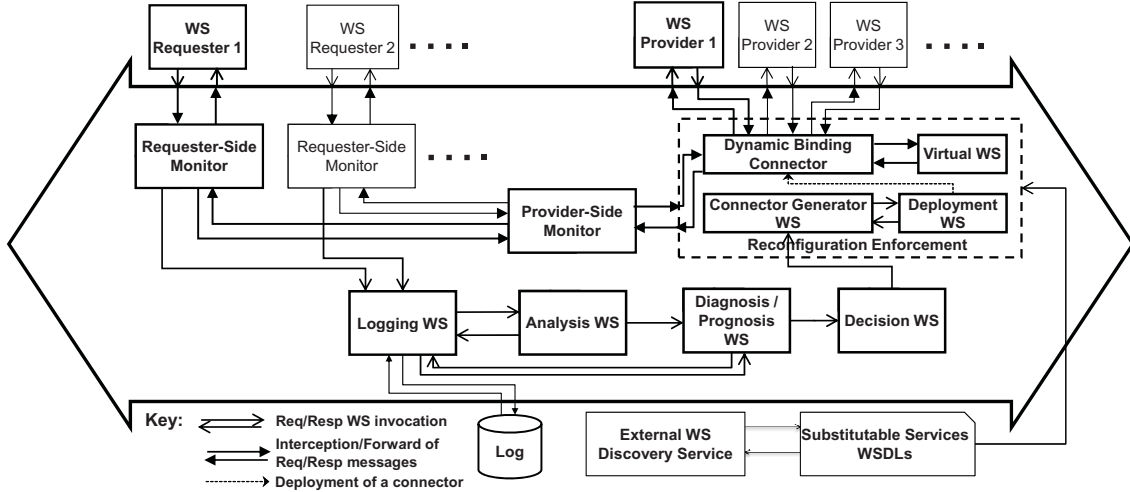 WS
Requester 1
WS
Requester 2
WS
Provider 1
WS
Provider 2
WS
Provider 3
Requester-Side
Monitor
Requester-Side
Monitor
Dynamic Binding
Connector
Virtual WS
Provider-Side
Monitor
Connector Generator
WS
Deployment
WS
Reconfiguration Enforcement
Logging WS
Analysis WS
Diagnosis /
Prognosis
WS
Decision WS
Key:
Req/Resp WS invocation
Interception/Forward of
Req/Resp messages
Deployment of a connector
Log
External WS
Discovery Service
Substitutable Services
WSDLs